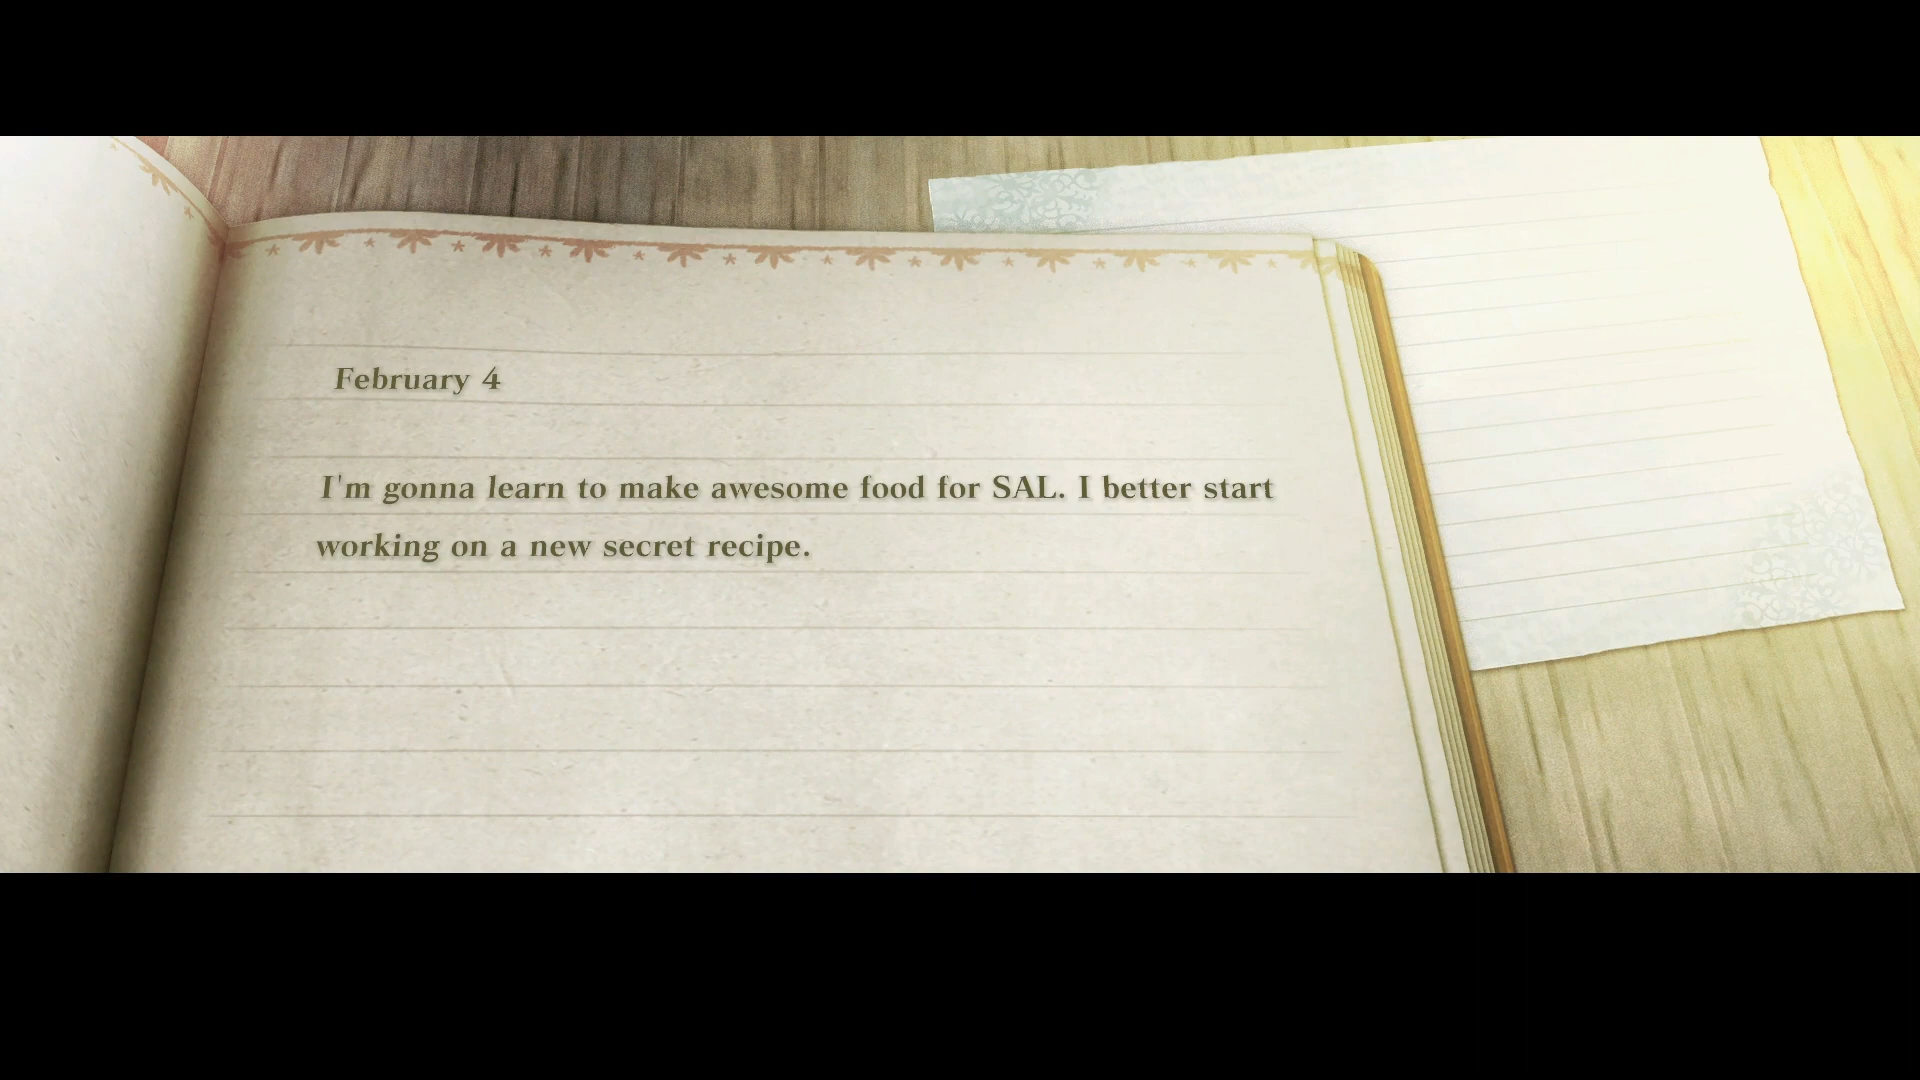 February 4
I'm gonna learn to make awesome food for SAL. I better start
working on a new secret recipe.